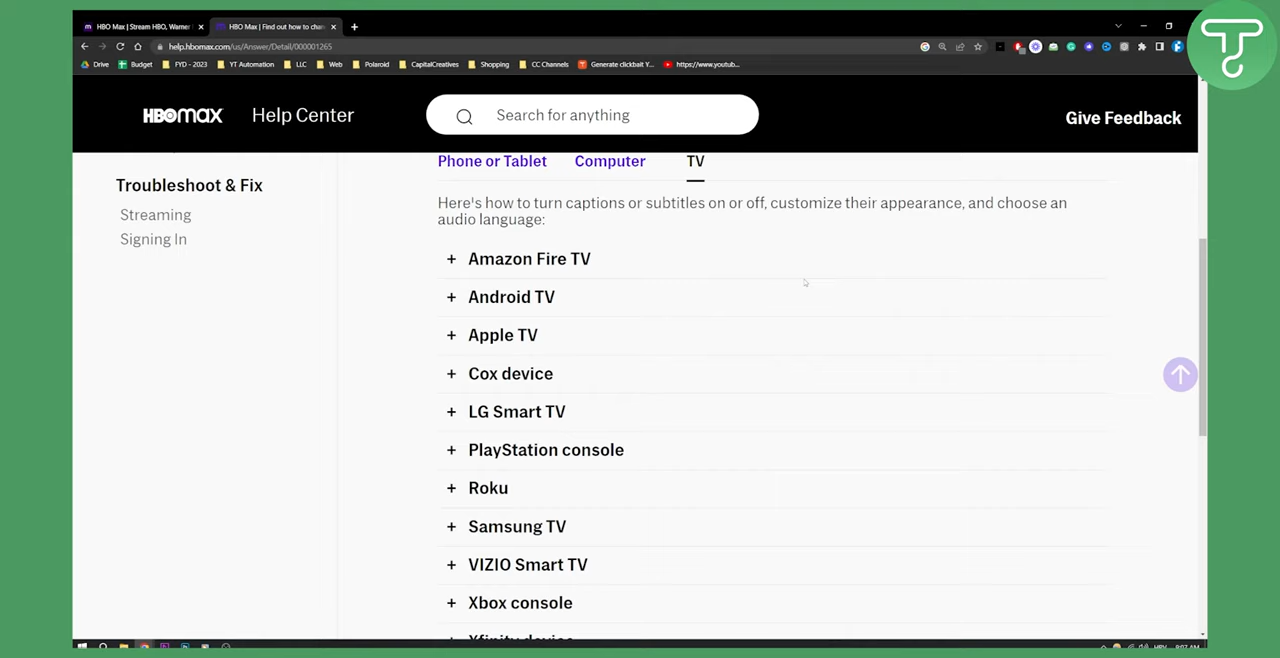 HBO Max | Stream HBO, Warner
HBO Max | Find out how to chan
help.hbomax.com/us/Answer/Detail/000001265
Drive
Budget
FYD - 2023
YT Automation
LLC
Web
Polaroid
CapitalCreatives
Shopping
CC Channels
Generate clickbait Y...
https://www.youtub...
HBOmax
Help Center
Search for anything
Give Feedback
Troubleshoot & Fix
Streaming
Signing In
Phone or Tablet
Computer
TV
Here's how to turn captions or subtitles on or off, customize their appearance, and choose an
audio language:
+ Amazon Fire TV
+ Android TV
+ Apple TV
+ Cox device
+ LG Smart TV
+ PlayStation console
+ Roku
+ Samsung TV
+ VIZIO Smart TV
+ Xbox console
Xfinity device